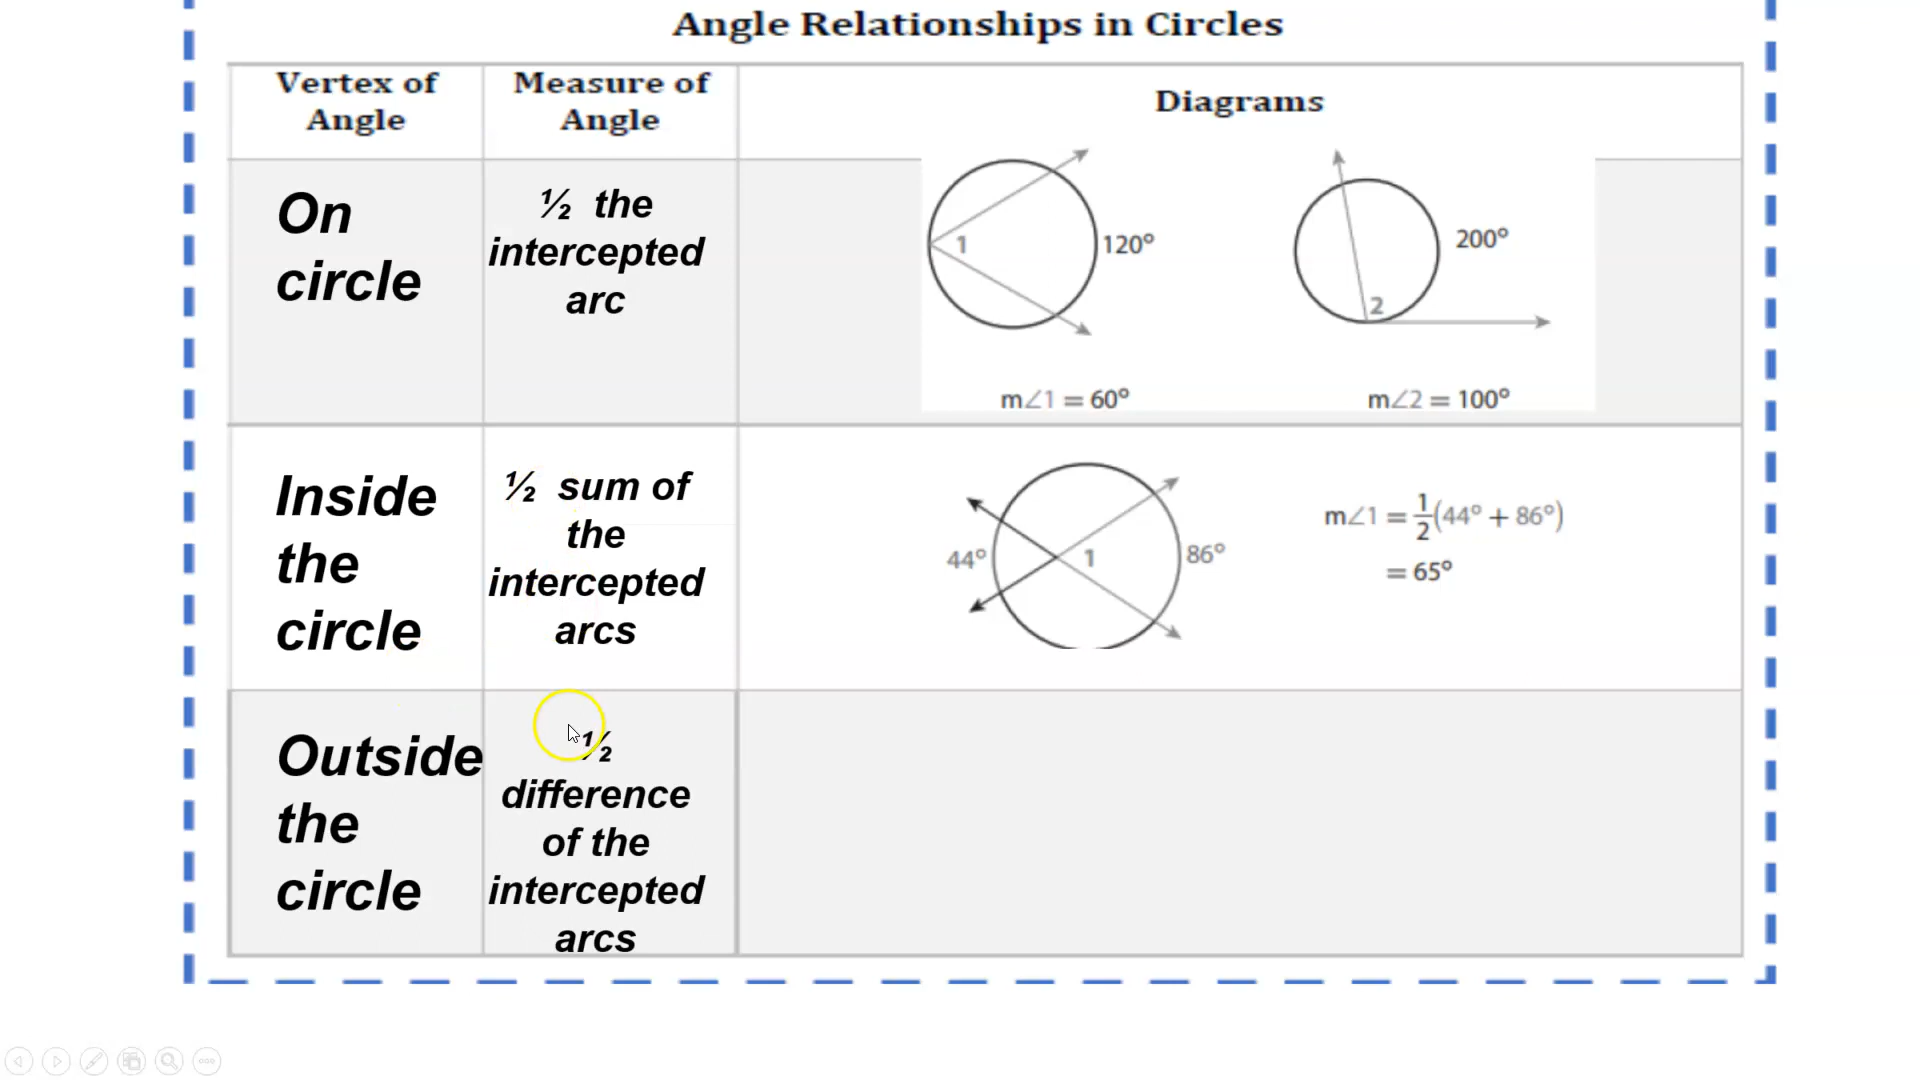 Angle Relationships in Circles
Vertex of
Angle
Measure of
Angle
Diagrams
On
circle
½ the
intercepted
arc
1
120°
m∠1 = 60°
2
200°
m∠2 = 100°
Inside
the
circle
½ sum of
the
intercepted
arcs
44°
1
86°
m∠1 = 1/2(44° + 86°)
= 65°
Outside
the
circle
½
difference
of the
intercepted
arcs